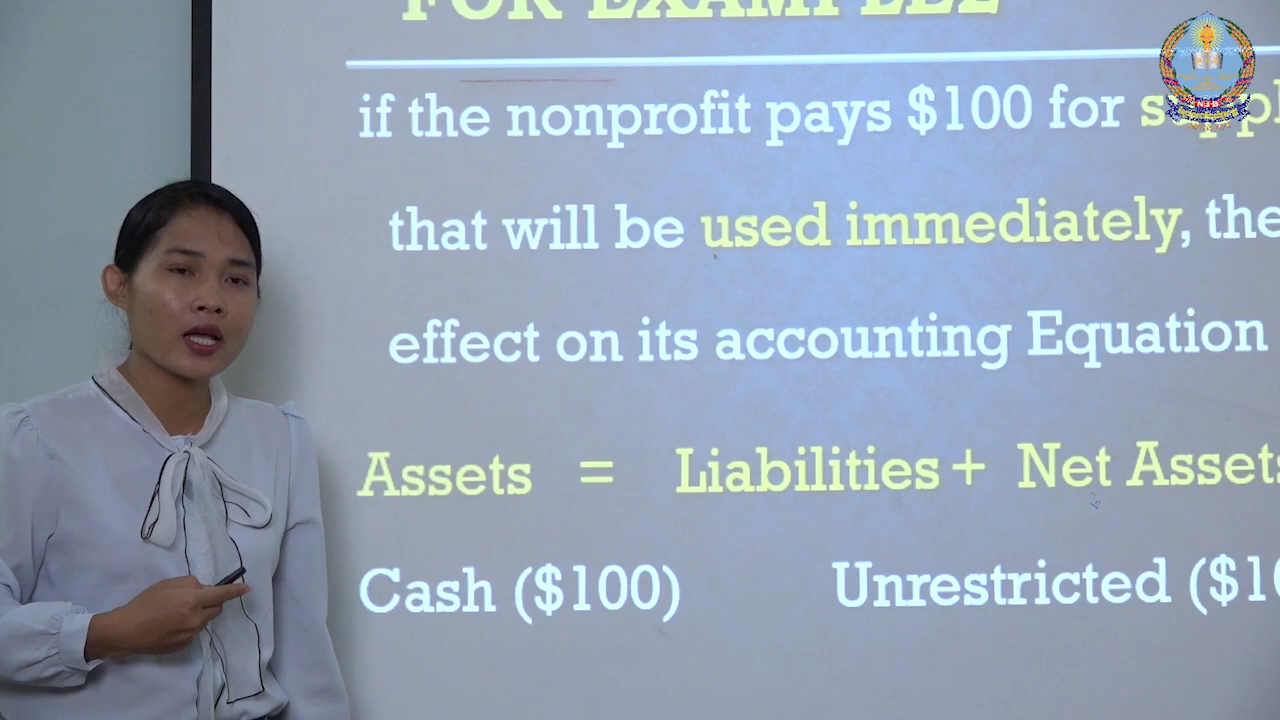 FOR EXAMPLE2
if the nonprofit pays $100 for
that will be used immediately, the
effect on its accounting Equation
Assets = Liabilities + Net Assets
Cash ($100) Unrestricted ($10